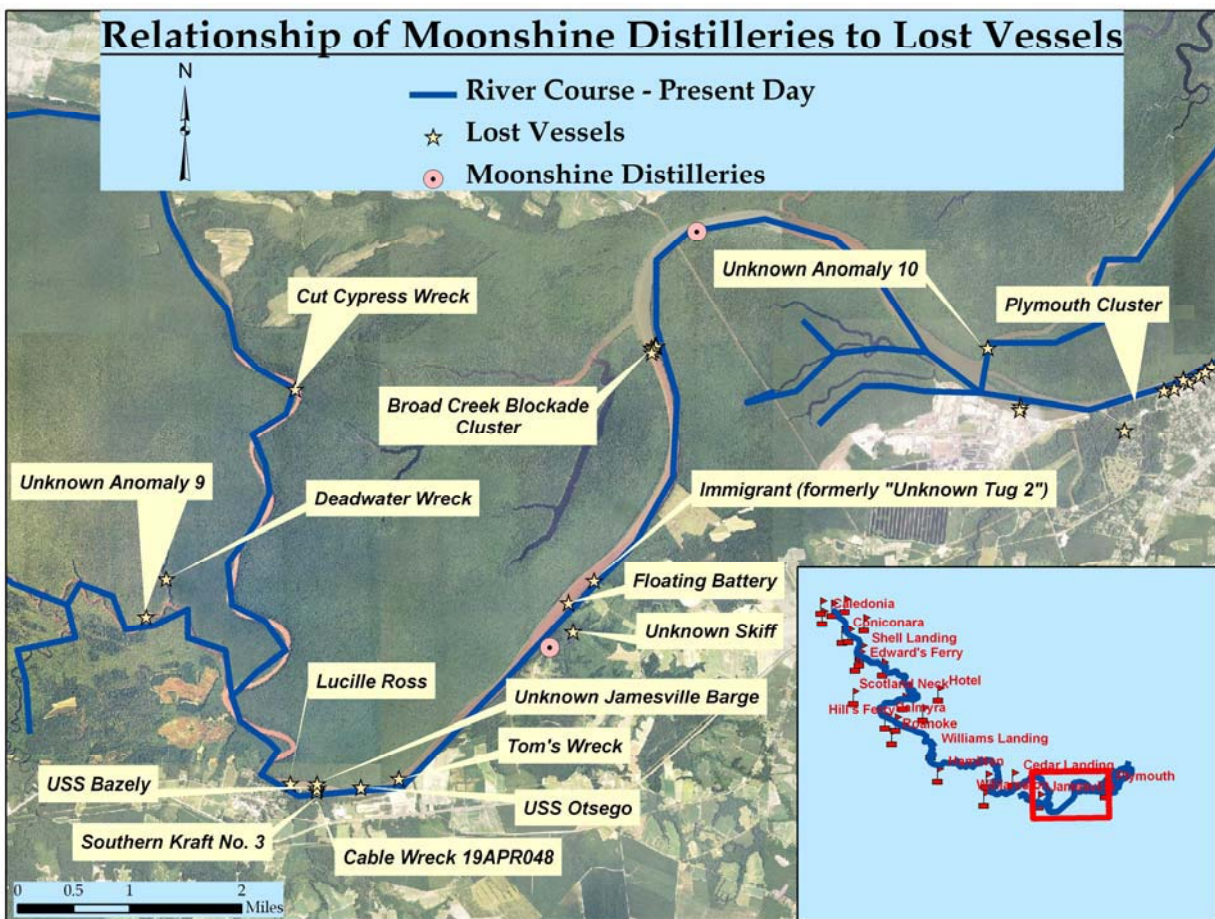 Relationship of Moonshine Distilleries to Lost Vessels
N
River Course - Present Day
Lost Vessels
Moonshine Distilleries
Unknown Anomaly 10
Plymouth Cluster
Cut Cypress Wreck
Broad Creek Blockade
Cluster
Unknown Anomaly 9
Deadwater Wreck
Immigrant (formerly "Unknown Tug 2")
Floating Battery
Unknown Skiff
Lucille Ross
Unknown Jamesville Barge
Tom's Wreck
USS Bazely
USS Otsego
Southern Kraft No. 3
Cable Wreck 19APR048
0 0.5 1 2
Miles
Caledonia
Coniconara
Shell Landing
Edward's Ferry
Scotland Neck
Hotel
Hill's Ferry
Palmyra
Roanoke
Williams Landing
Hamilton
Cedar Landing
Plymouth